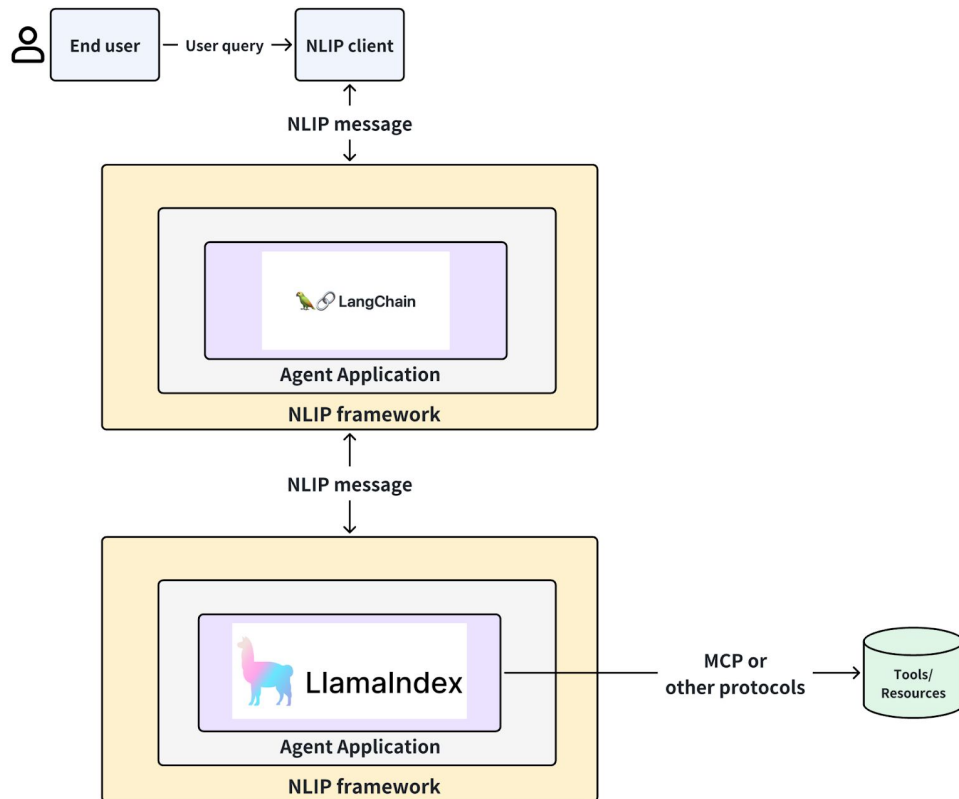 End user
User query
NLIP client
NLIP message
LangChain
Agent Application
NLIP framework
NLIP message
LlamaIndex
MCP or
other protocols
Tools/
Resources
Agent Application
NLIP framework